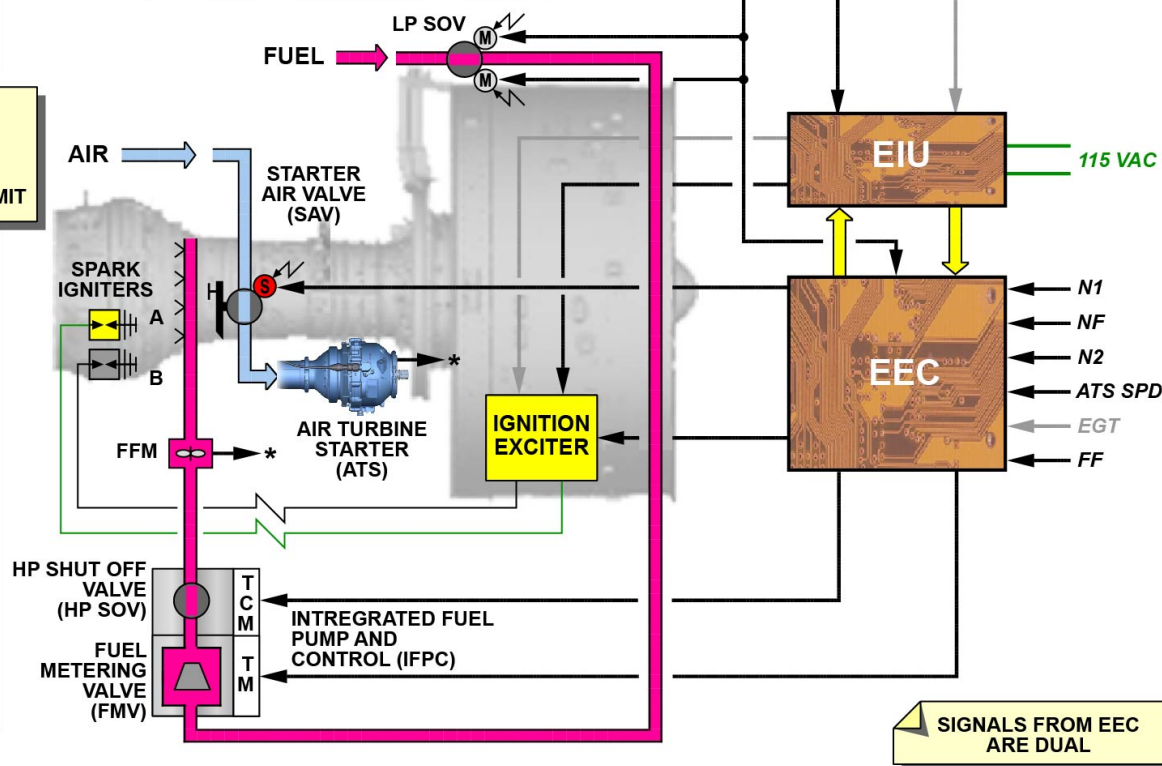 LP SOV
M
FUEL
M
MIT
AIR
STARTER
AIR VALVE
(SAV)
EIU
115 VAC
SPARK
IGNITERS
A
B
S
N1
NF
N2
ATS SPD
EGT
FF
EEC
*
AIR TURBINE
STARTER
(ATS)
IGNITION
EXCITER
FFM
*
HP SHUT OFF
VALVE
(HP SOV)
T
C
M
INTREGRATED FUEL
PUMP AND
CONTROL (IFPC)
FUEL
METERING
VALVE
(FMV)
T
M
SIGNALS FROM EEC
ARE DUAL